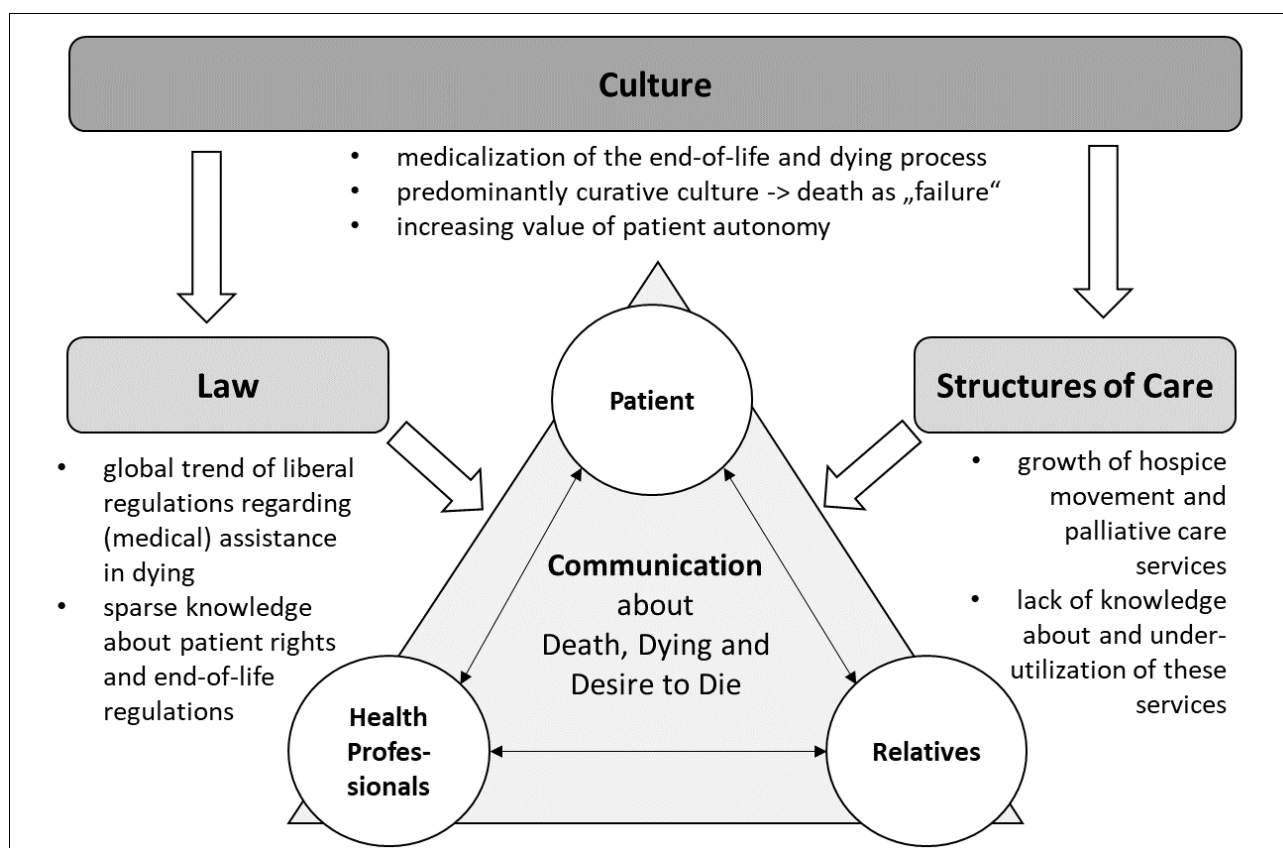 Culture
• medicalization of the end-of-life and dying process
• predominantly curative culture -> death as „failure“
• increasing value of patient autonomy
Law
• global trend of liberal
regulations regarding
(medical) assistance
in dying
• sparse knowledge
about patient rights
and end-of-life
regulations
Patient
Communication
about
Death, Dying and
Desire to Die
Health
Profes-
sionals
Relatives
Structures of Care
• growth of hospice
movement and
palliative care
services
• lack of knowledge
about and under-
utilization of these
services